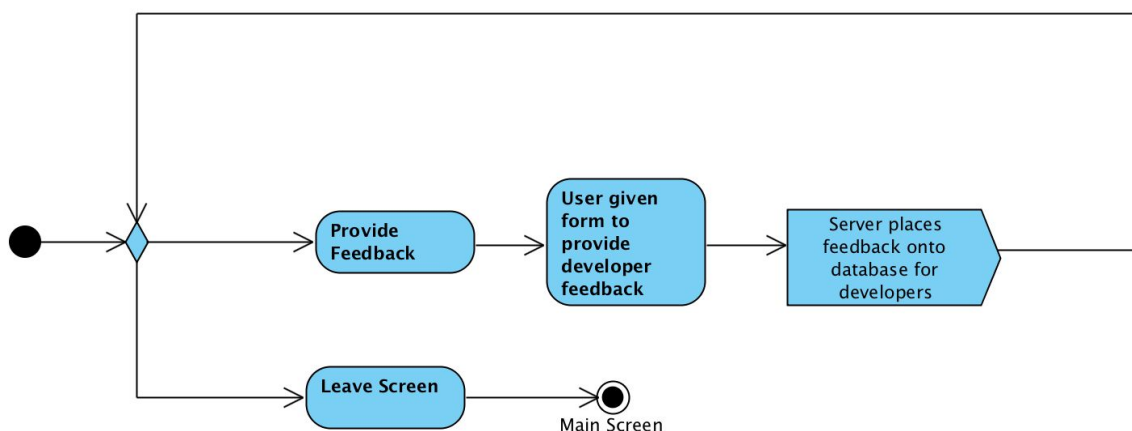 Provide
Feedback
User given
form to
provide
developer
feedback
Server places
feedback onto
database for
developers
Leave Screen
Main Screen